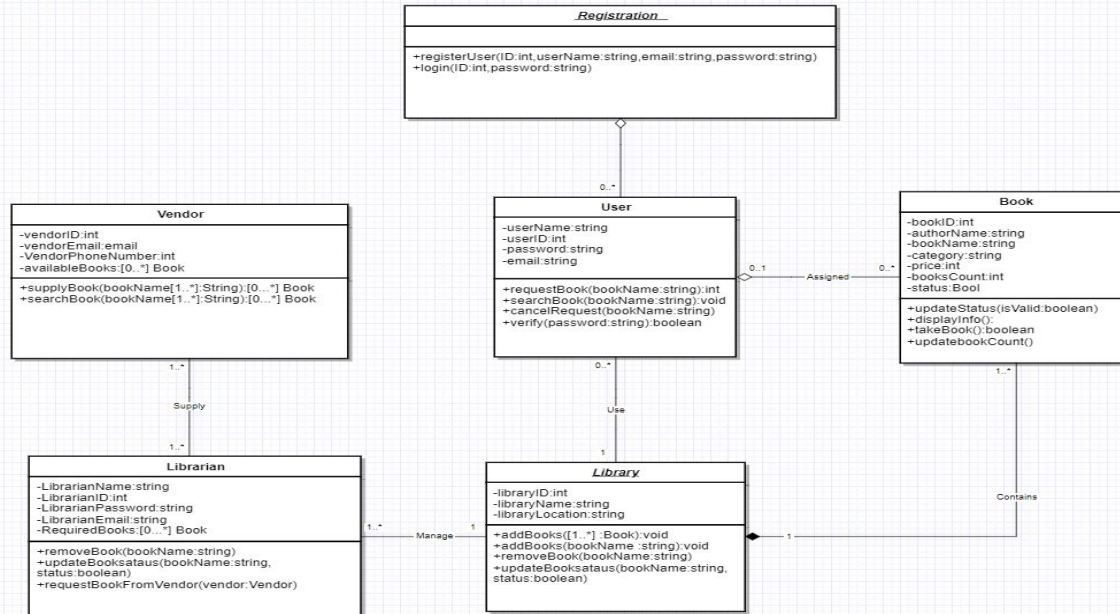 Registration
+registerUser(ID:int,userName:string,email:string,password:string)
+login(ID:int,password:string)
0..*
Vendor
-vendorID:int
-vendorEmail:email
-VendorPhoneNumber:int
-availableBooks:[0..*] Book
+supplyBook(bookName[1..*]:String):[0...*] Book
+searchBook(bookName[1..*]:String):[0...*] Book
User
-userName:string
-userID:int
-password:string
-email:string
+requestBook(bookName:string):int
+searchBook(bookName:string):void
+cancelRequest(bookName:string)
+verify(password:string):boolean
0..1
Assigned
0..*
Book
-bookID:int
-authorName:string
-bookName:string
-category:string
-price:int
-booksCount:int
-status:Bool
+updateStatus(isValid:boolean)
+displayInfo():
+takeBook():boolean
+updatebookCount()
1..*
Supply
1..*
0..*
Use
1
1..*
Contains
1
Librarian
-LibrarianName:string
-LibrarianID:int
-LibrarianPassword:string
-LibrarianEmail:string
-RequiredBooks:[0...*] Book
+removeBook(bookName:string)
+updateBooksataus(bookName:string,
status:boolean)
+requestBookFromVendor(vendor:Vendor)
1..*
Manage
1
Library
-libraryID:int
-libraryName:string
-libraryLocation:string
+addBooks([1..*] :Book):void
+addBooks(bookName :string):void
+removeBook(bookName:string)
+updateBooksataus(bookName:string,
status:boolean)